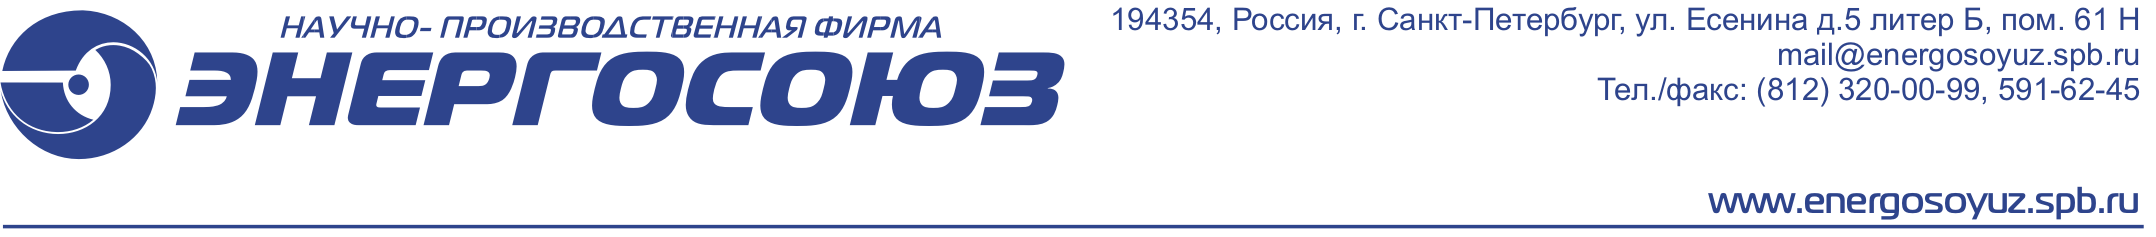 НАУЧНО- ПРОИЗВОДСТВЕННАЯ ФИРМА
ЭНЕРГОСОЮЗ
194354, Россия, г. Санкт-Петербург, ул. Есенина д.5 литер Б, пом. 61 Н
mail@energosoyuz.spb.ru
Тел./факс: (812) 320-00-99, 591-62-45
www.energosoyuz.spb.ru